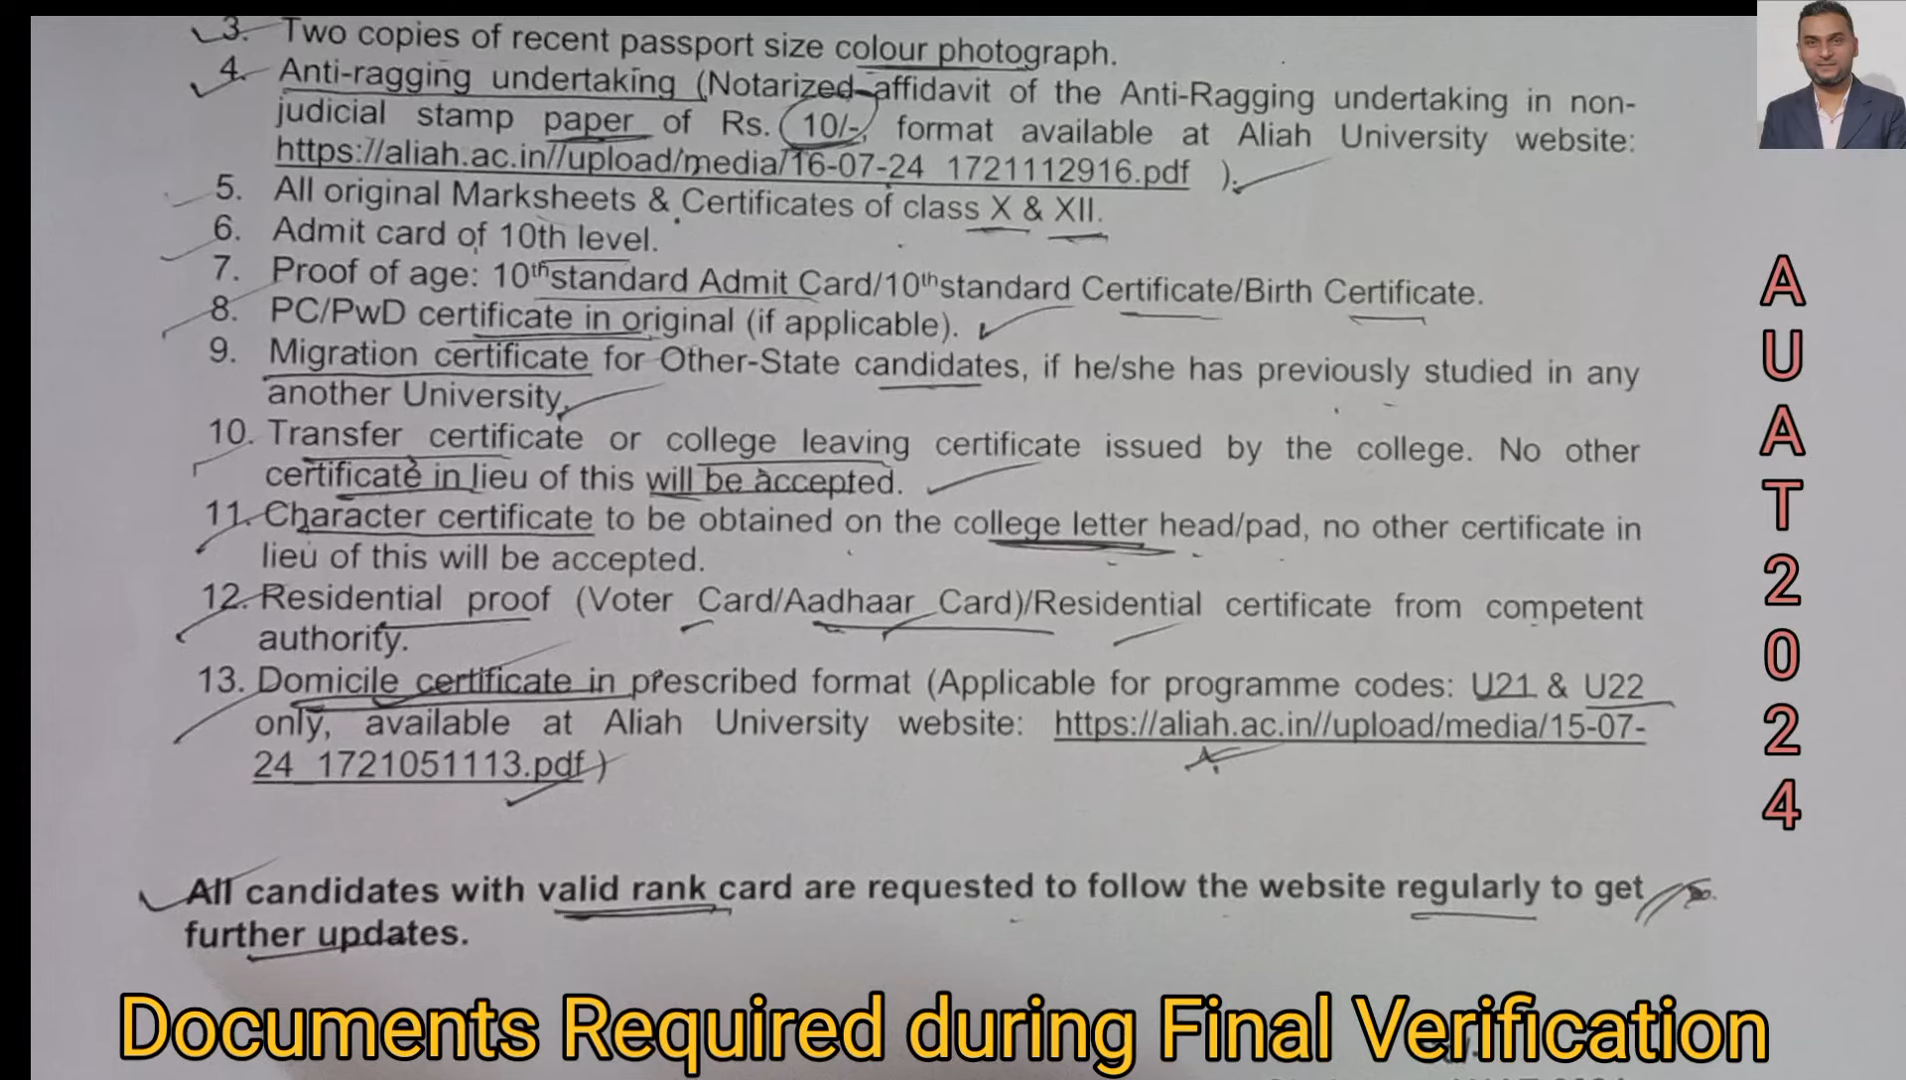 3. Two copies of recent passport size colour photograph.
4. Anti-ragging undertaking (Notarized affidavit of the Anti-Ragging undertaking in non-
judicial stamp paper of Rs. 10/-, format available at Aliah University website:
https://aliah.ac.in//upload/media/16-07-24 1721112916.pdf ).
5. All original Marksheets & Certificates of class X & XII.
6. Admit card of 10th level.
7. Proof of age: 10th standard Admit Card/10th standard Certificate/Birth Certificate.
8. PC/PwD certificate in original (if applicable).
9. Migration certificate for Other-State candidates, if he/she has previously studied in any
another University.
10. Transfer certificate or college leaving certificate issued by the college. No other
certificate in lieu of this will be accepted.
11. Character certificate to be obtained on the college letter head/pad, no other certificate in
lieu of this will be accepted.
12. Residential proof (Voter Card/Aadhaar Card)/Residential certificate from competent
authority.
13. Domicile certificate in prescribed format (Applicable for programme codes: U21 & U22
only, available at Aliah University website: https://aliah.ac.in//upload/media/15-07-
24 1721051113.pdf )
All candidates with valid rank card are requested to follow the website regularly to get
further updates.
AUAT2024
Documents Required during Final Verification